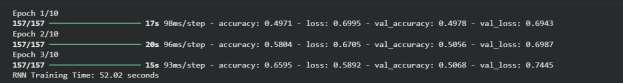 Epoch 1/10
157/157 ━━━━━━━━━━━━━━━━━━━━ 17s 98ms/step - accuracy: 0.4971 - loss: 0.6995 - val_accuracy: 0.4978 - val_loss: 0.6943
Epoch 2/10
157/157 ━━━━━━━━━━━━━━━━━━━━ 20s 96ms/step - accuracy: 0.5804 - loss: 0.6705 - val_accuracy: 0.5056 - val_loss: 0.6987
Epoch 3/10
157/157 ━━━━━━━━━━━━━━━━━━━━ 15s 93ms/step - accuracy: 0.6595 - loss: 0.5892 - val_accuracy: 0.5068 - val_loss: 0.7445
RNN Training Time: 52.02 seconds